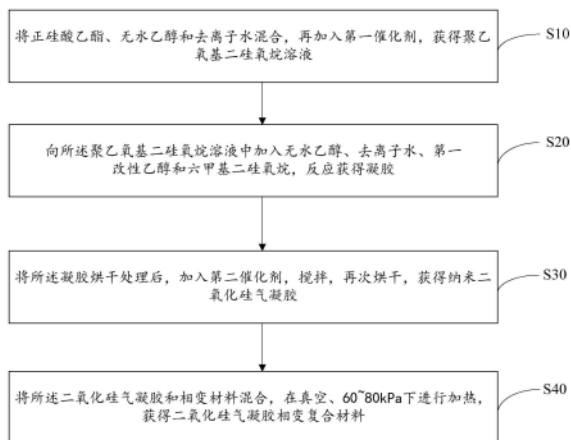 将正硅酸乙酯、无水乙醇和去离子水混合，再加入第一催化剂，获得聚乙
氧基二硅氧烷溶液
S10
向所述聚乙氧基二硅氧烷溶液中加入无水乙醇、去离子水、第一
改性乙醇和六甲基二硅氧烷，反应获得凝胶
S20
将所述凝胶烘干处理后，加入第二催化剂，搅拌，再次烘干，获得纳米二
氧化硅气凝胶
S30
将所述二氧化硅气凝胶和相变材料混合，在真空、60~80kPa下进行加热，
获得二氧化硅气凝胶相变复合材料
S40